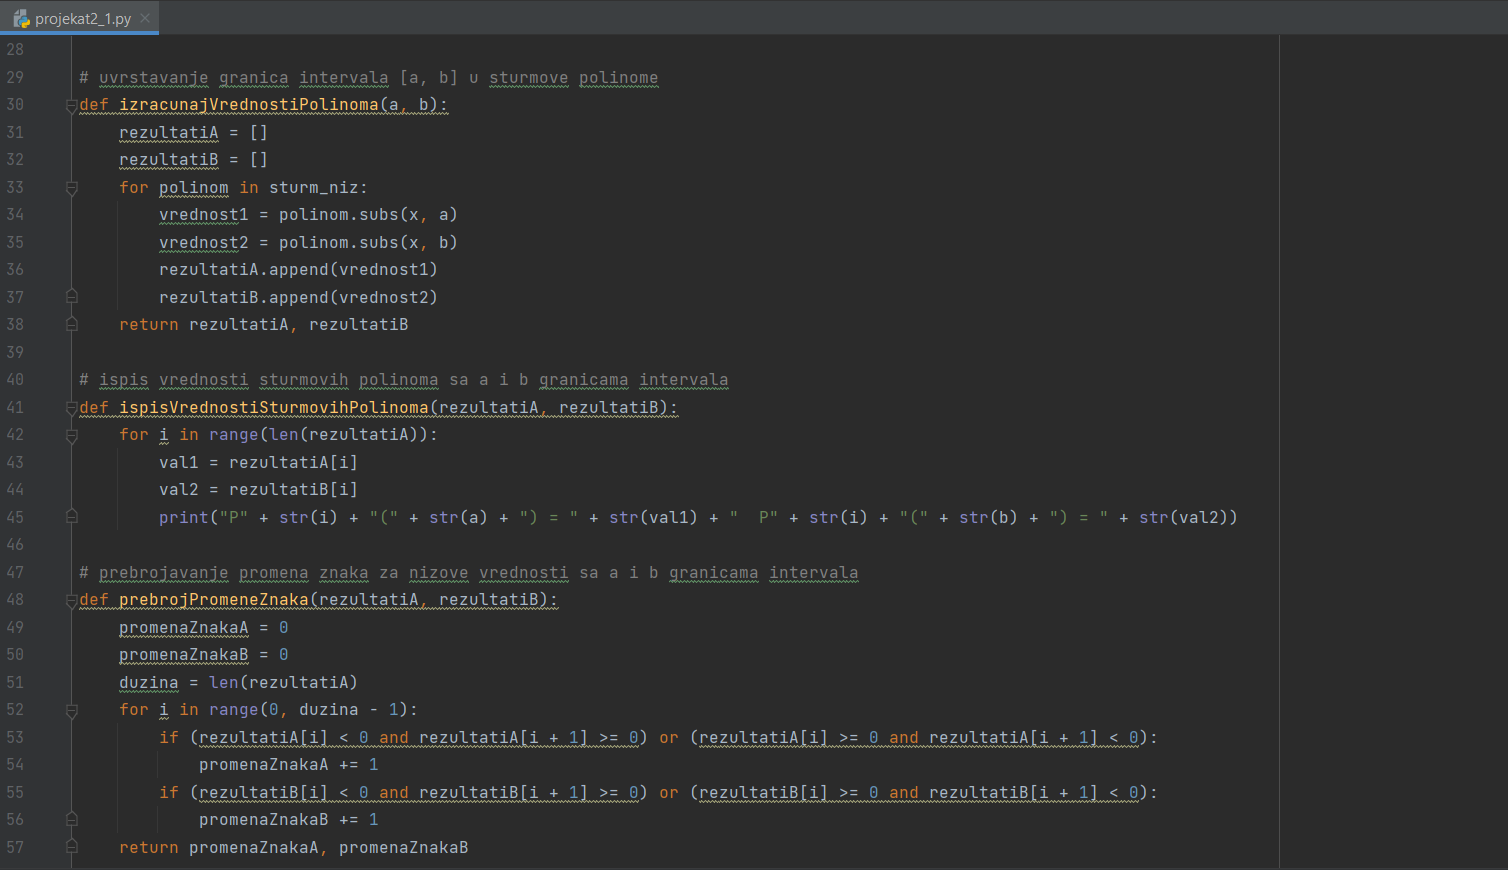 projekat2_1.py
28
29 # uvrstavanje granica intervala [a, b] u sturmove polinome
30 def izracunajVrednostiPolinoma(a, b):
31     rezultatiA = []
32     rezultatiB = []
33     for polinom in sturm_niz:
34         vrednost1 = polinom.subs(x, a)
35         vrednost2 = polinom.subs(x, b)
36         rezultatiA.append(vrednost1)
37         rezultatiB.append(vrednost2)
38     return rezultatiA, rezultatiB
39
40 # ispis vrednosti sturmovih polinoma sa a i b granicama intervala
41 def ispisVrednostiSturmovihPolinoma(rezultatiA, rezultatiB):
42     for i in range(len(rezultatiA)):
43         val1 = rezultatiA[i]
44         val2 = rezultatiB[i]
45         print("P" + str(i) + "(" + str(a) + ") = " + str(val1) + "  P" + str(i) + "(" + str(b) + ") = " + str(val2))
46
47 # prebrojavanje promena znaka za nizove vrednosti sa a i b granicama intervala
48 def prebrojPromeneZnaka(rezultatiA, rezultatiB):
49     promenaZnakaA = 0
50     promenaZnakaB = 0
51     duzina = len(rezultatiA)
52     for i in range(0, duzina - 1):
53         if (rezultatiA[i] < 0 and rezultatiA[i + 1] >= 0) or (rezultatiA[i] >= 0 and rezultatiA[i + 1] < 0):
54             promenaZnakaA += 1
55         if (rezultatiB[i] < 0 and rezultatiB[i + 1] >= 0) or (rezultatiB[i] >= 0 and rezultatiB[i + 1] < 0):
56             promenaZnakaB += 1
57     return promenaZnakaA, promenaZnakaB